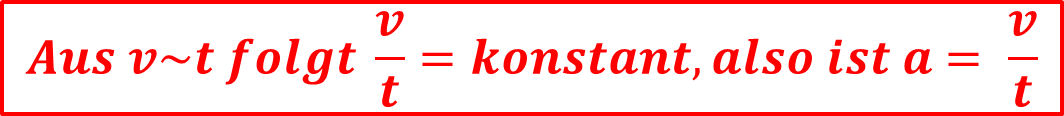 Aus v~t folgt v/t = konstant, also ist a = v/t